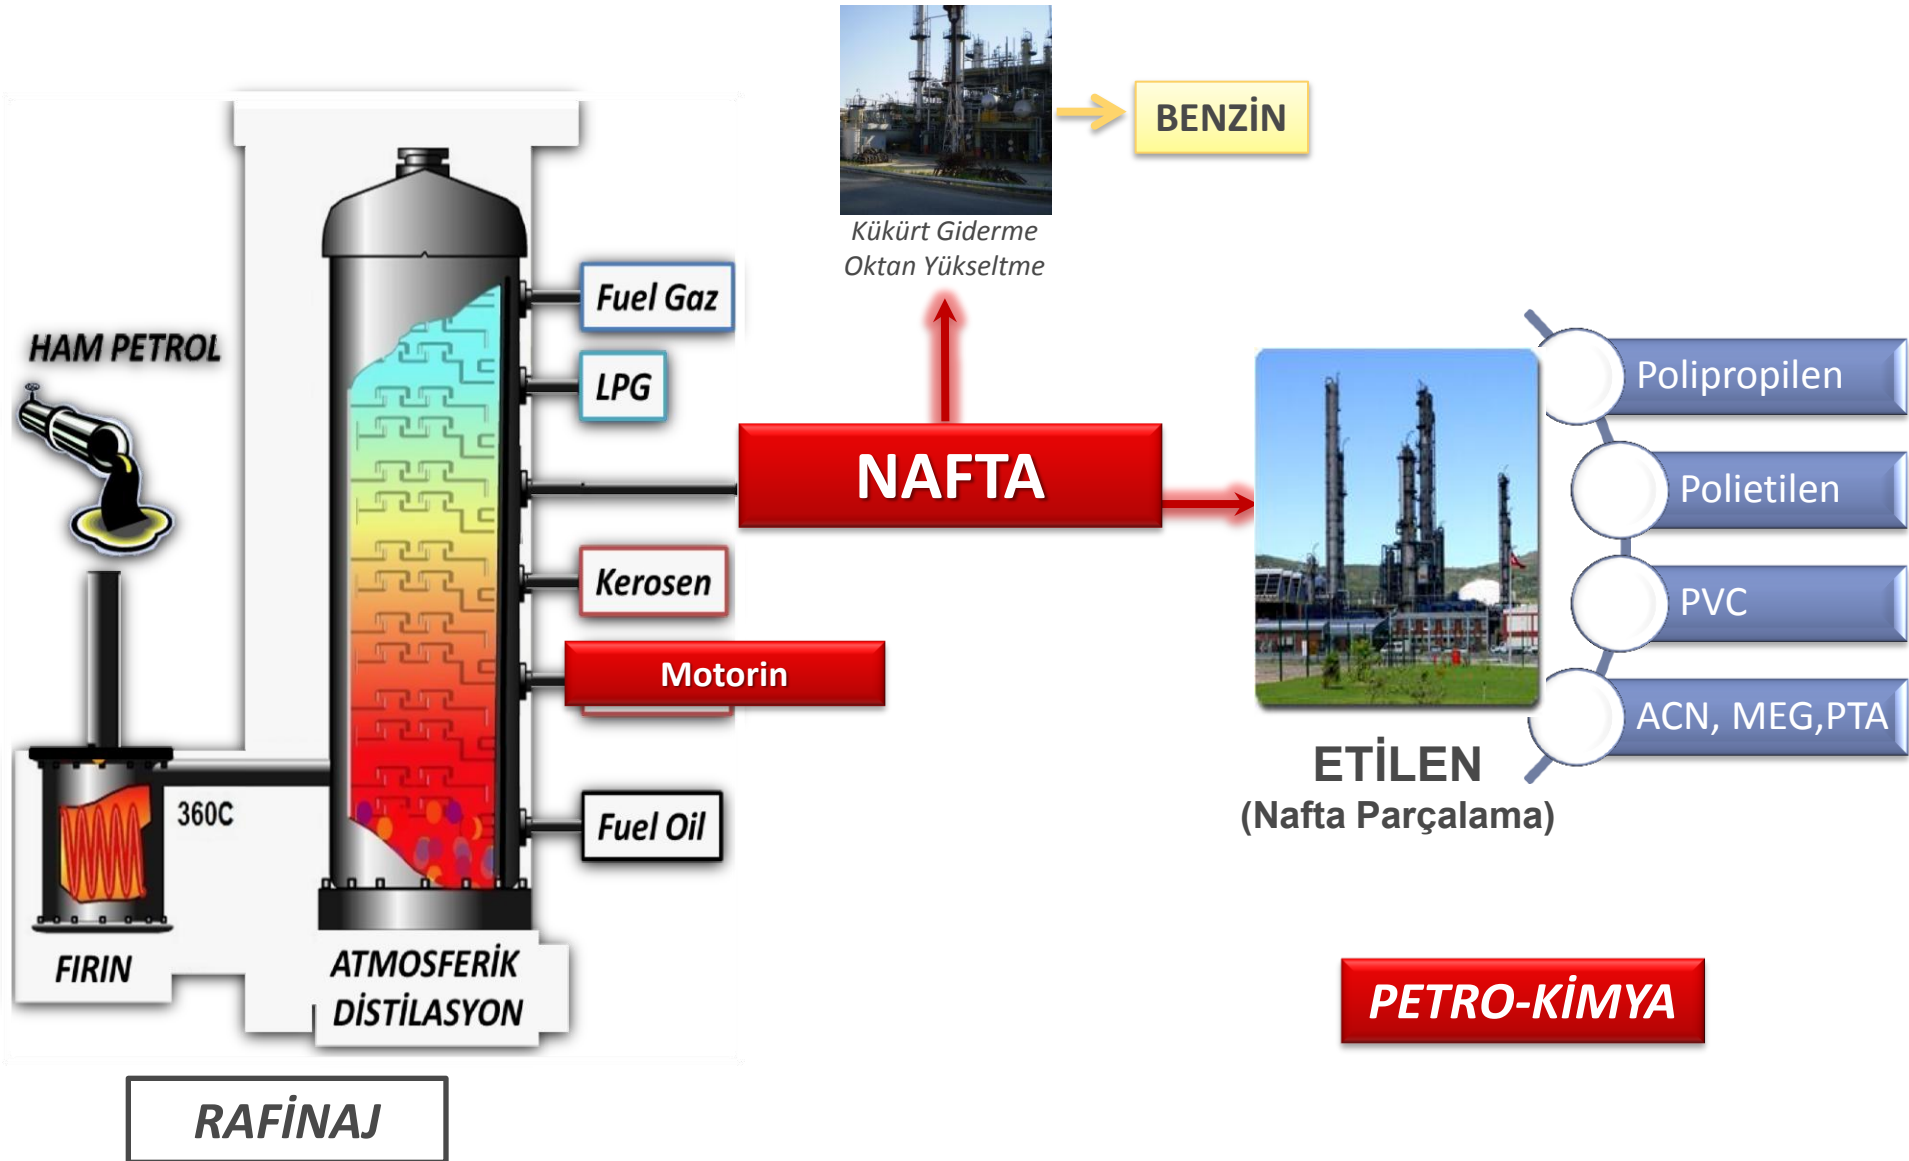 BENZİN
Kükürt Giderme
Oktan Yükseltme
HAM PETROL
Fuel Gaz
LPG
NAFTA
Kerosen
Motorin
Fuel Oil
360C
FIRIN
ATMOSFERİK
DİSTİLASYON
RAFİNAJ
Polipropilen
Polietilen
PVC
ACN, MEG,PTA
ETİLEN
(Nafta Parçalama)
PETRO-KİMYA